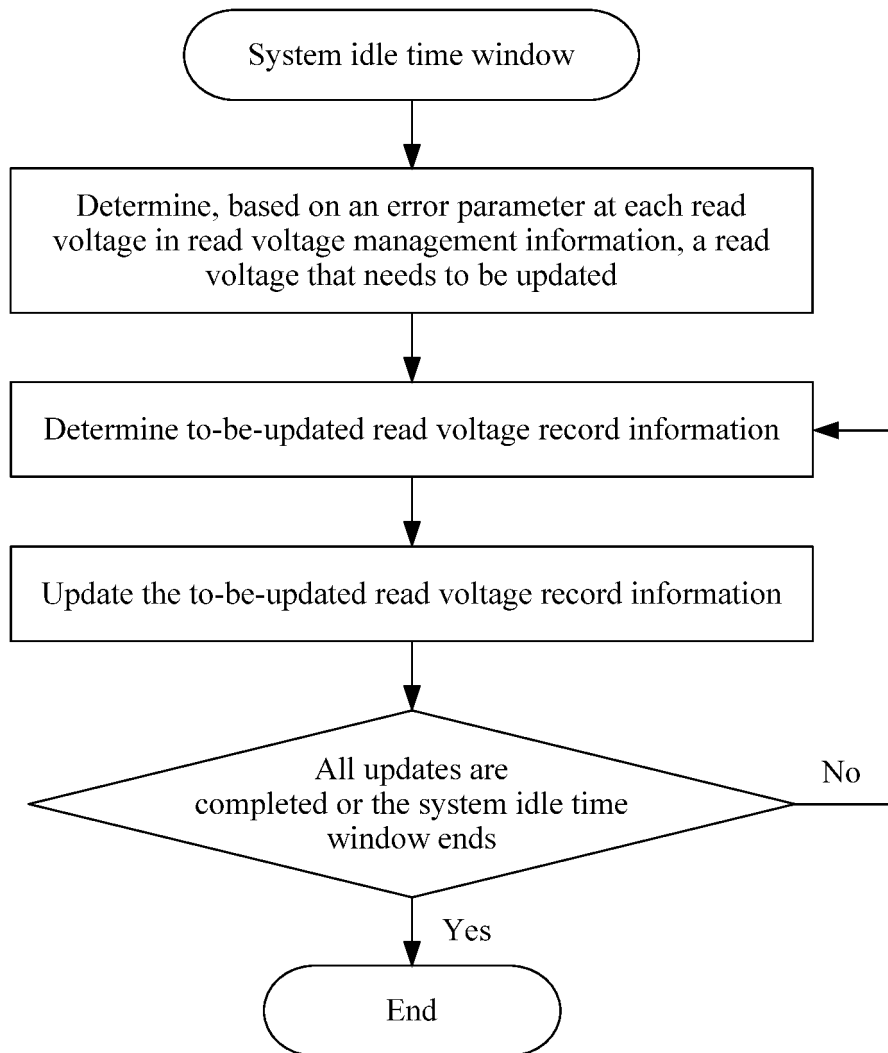 System idle time window
Determine, based on an error parameter at each read
voltage in read voltage management information, a read
voltage that needs to be updated
Determine to-be-updated read voltage record information
Update the to-be-updated read voltage record information
All updates are
completed or the system idle time
window ends
No
Yes
End